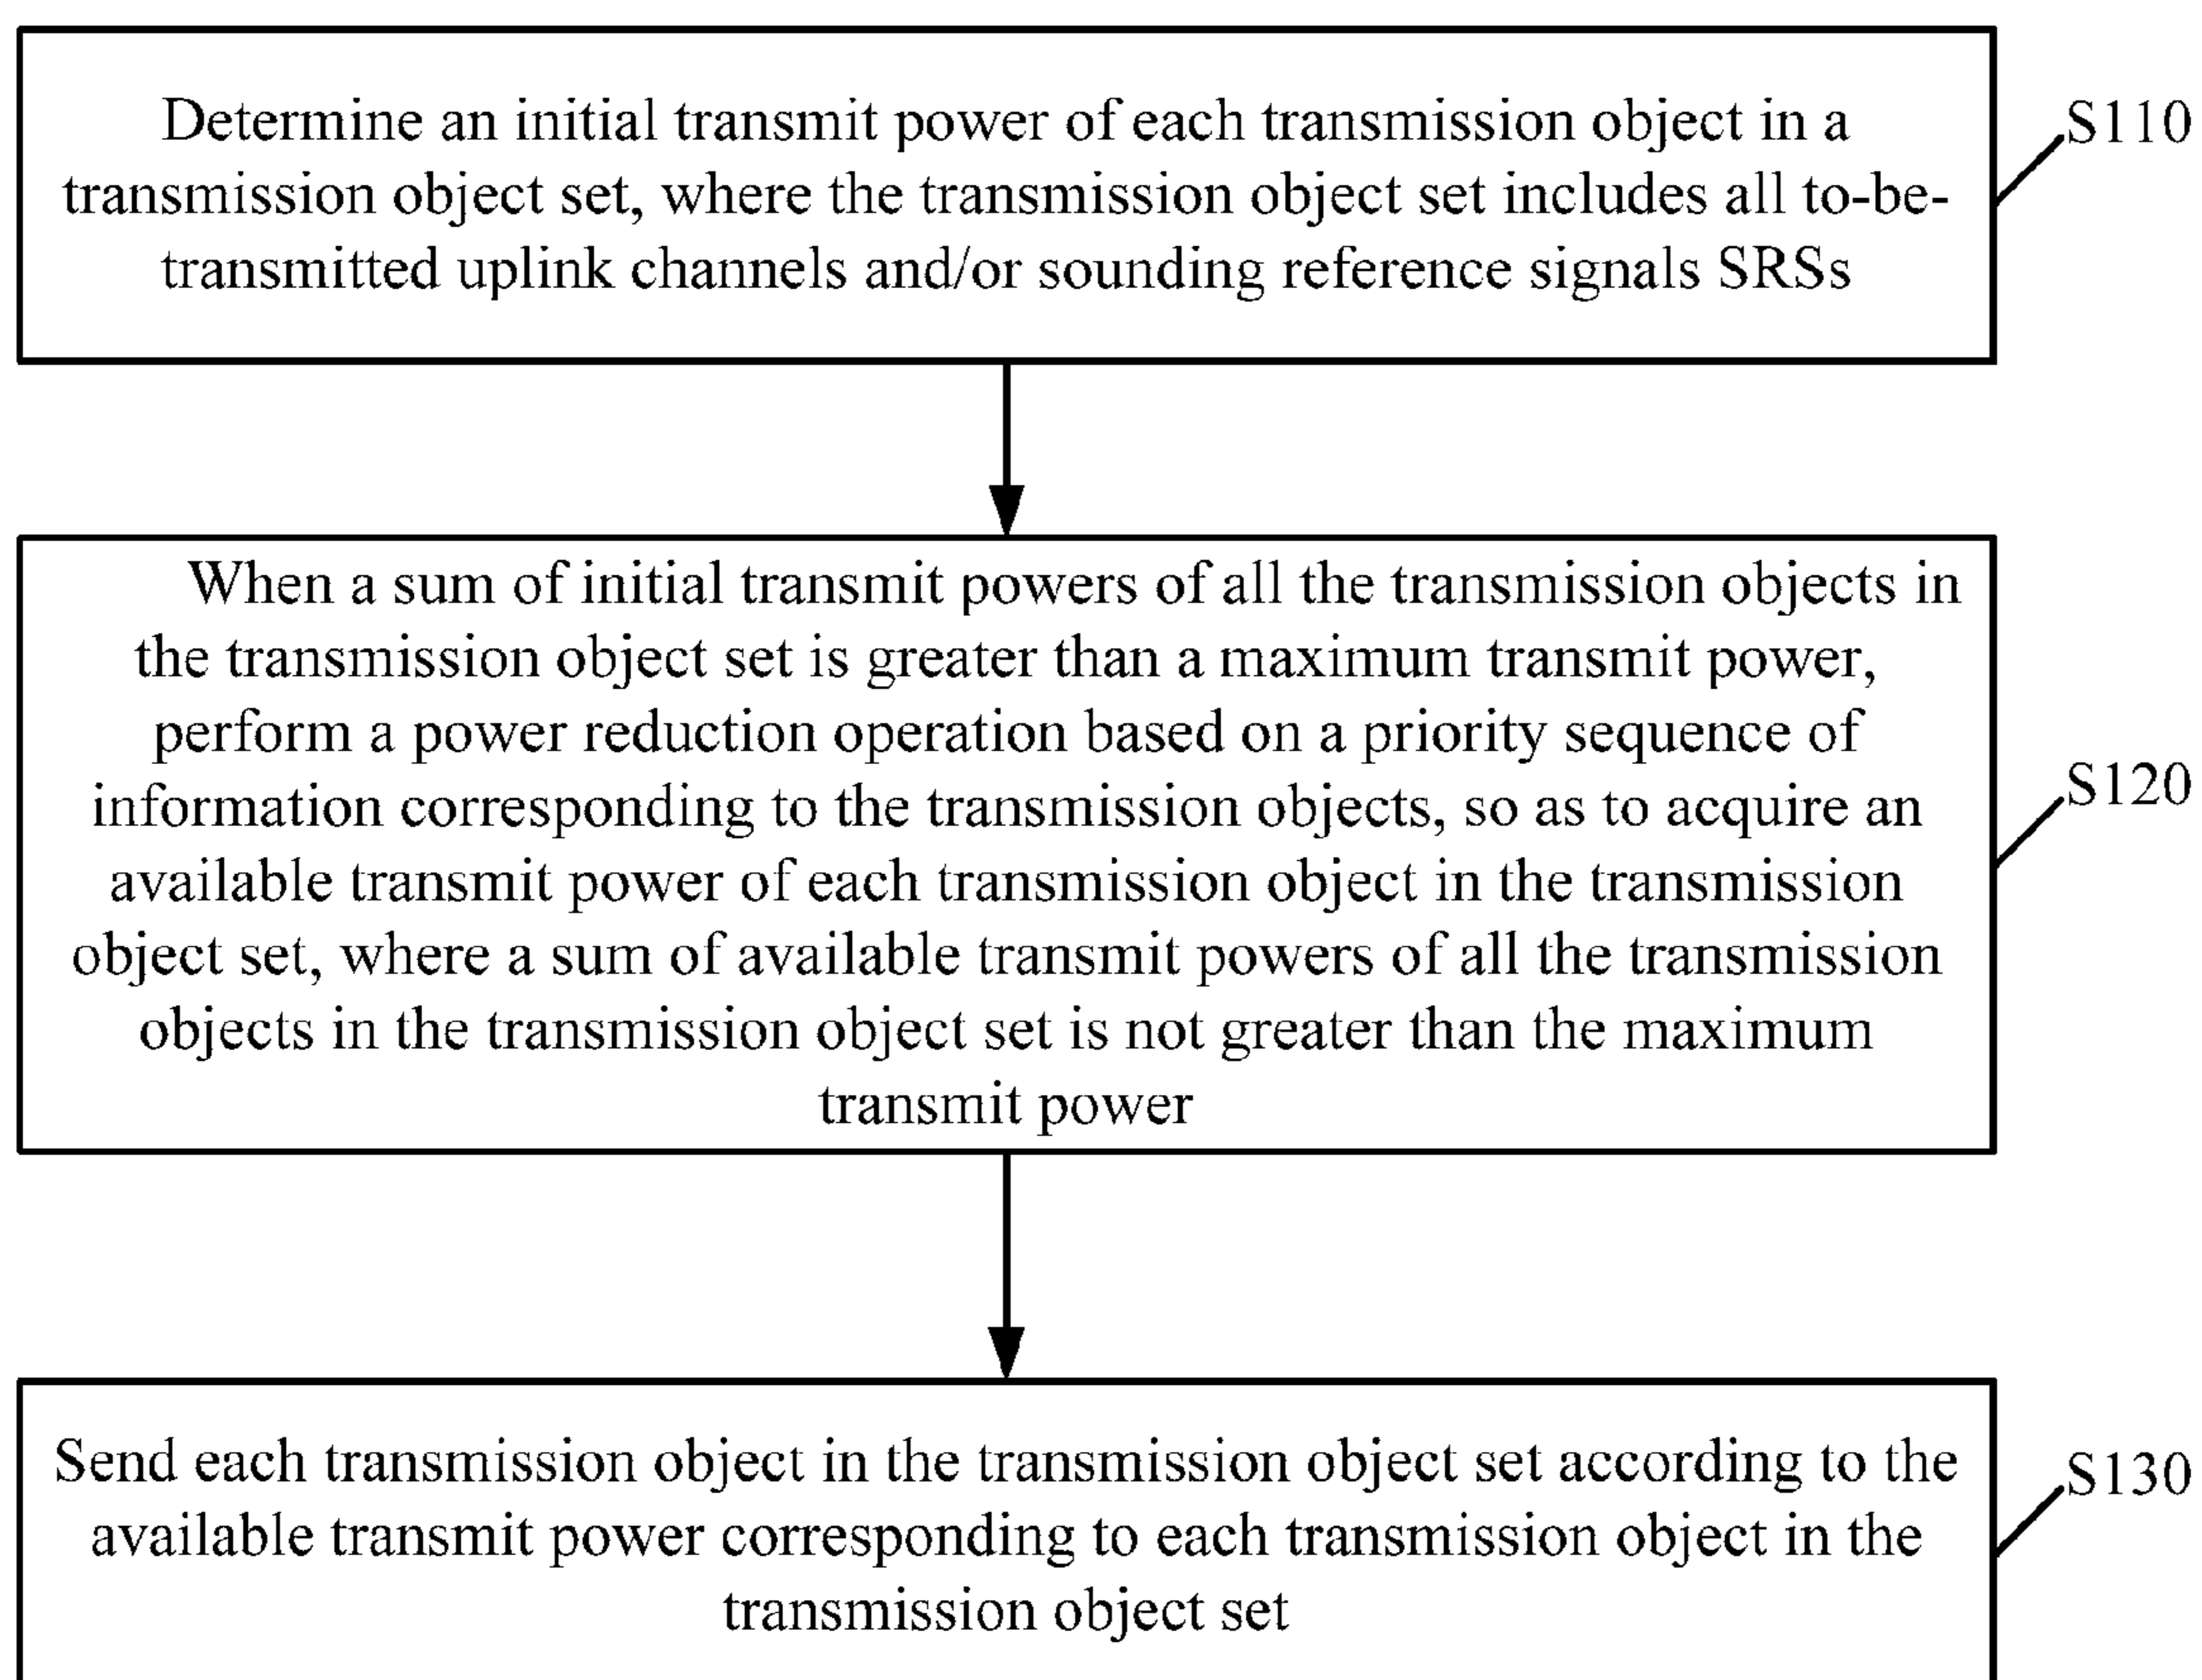 Determine an initial transmit power of each transmission object in a
transmission object set, where the transmission object set includes all to-be-
transmitted uplink channels and/or sounding reference signals SRSs
S110
When a sum of initial transmit powers of all the transmission objects in
the transmission object set is greater than a maximum transmit power,
perform a power reduction operation based on a priority sequence of
information corresponding to the transmission objects, so as to acquire an
available transmit power of each transmission object in the transmission
object set, where a sum of available transmit powers of all the transmission
objects in the transmission object set is not greater than the maximum
transmit power
S120
Send each transmission object in the transmission object set according to the
available transmit power corresponding to each transmission object in the
transmission object set
S130